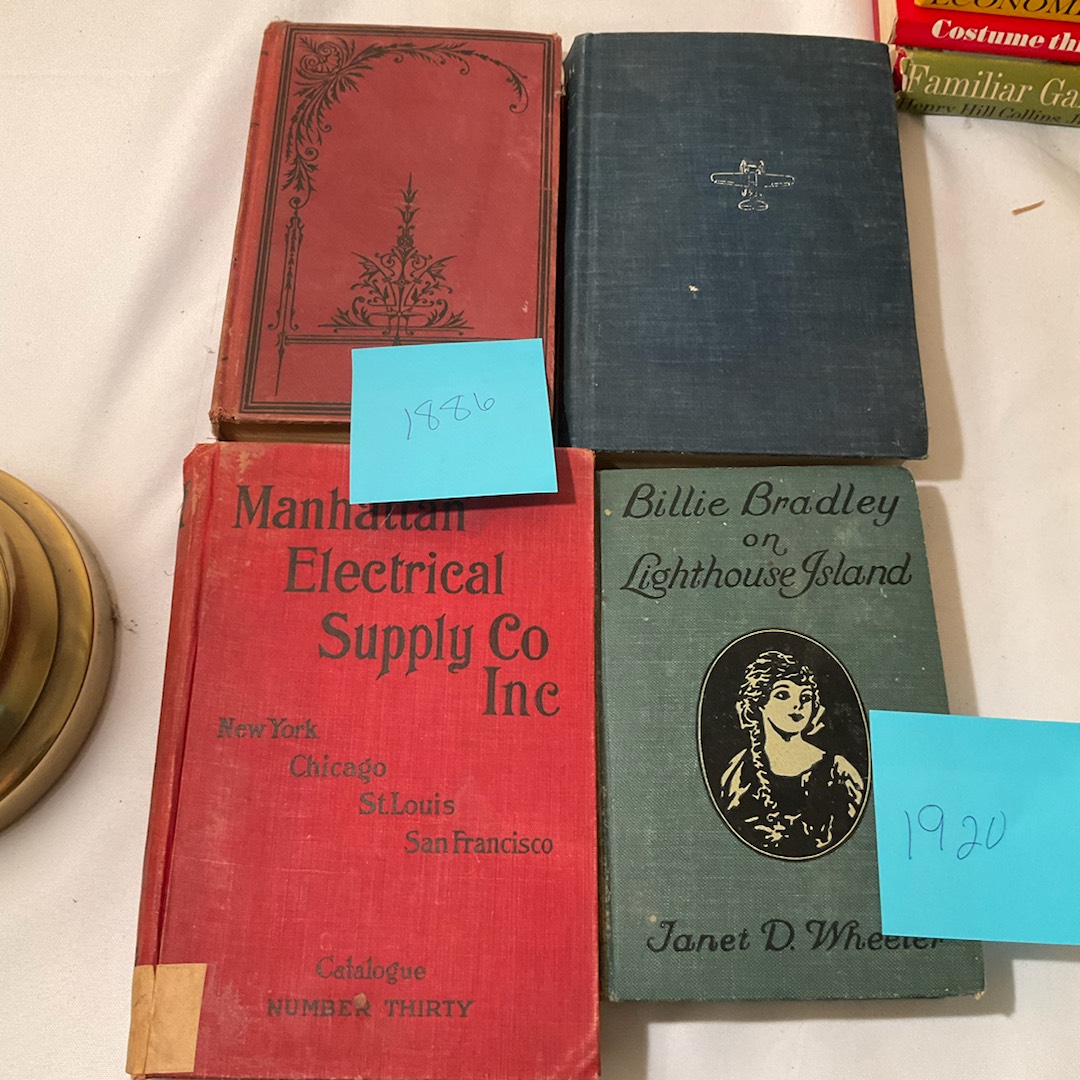 ECONOM
Costume th
Familiar Ga
Henry Hill Collins, J
1886
Manhattan
Electrical
Supply Co
Inc
New York
Chicago
St. Louis
San Francisco
Catalogue
NUMBER THIRTY
Billie Bradley
on
Lighthouse Island
1920
Janet D. Wheeler